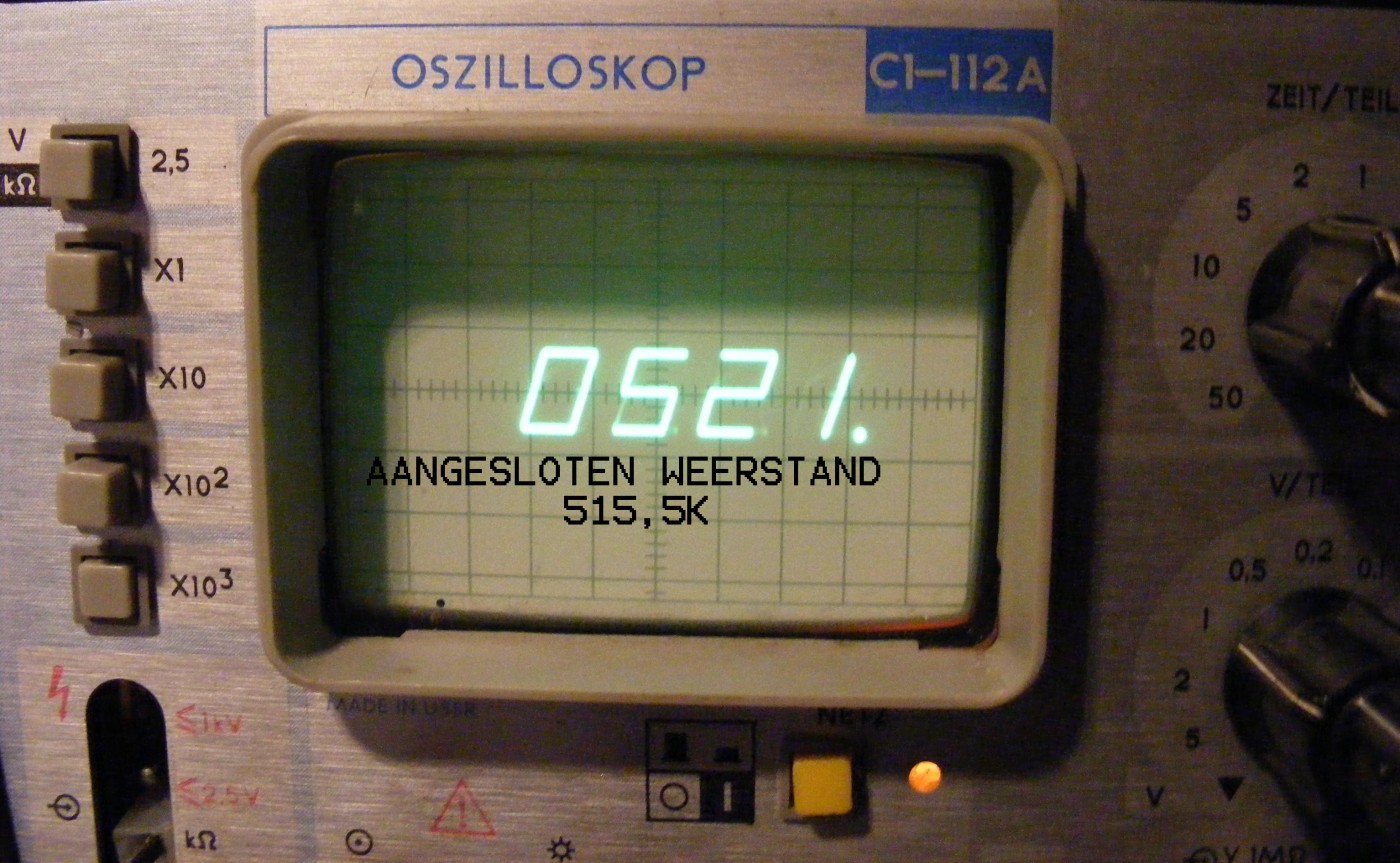 OSZILLOSKOP C1–112A
V
kΩ
2,5
X1
X10
X10²
X10³
0521.
AANGESLOTEN WEERSTAND
515,5K
ZEIT/TEIL
2 1
5
10
20
50
0,5 0,2 0.1
1
2
5
V
MADE IN USSR
NETZ
≤1kV
≤2.5V
kΩ